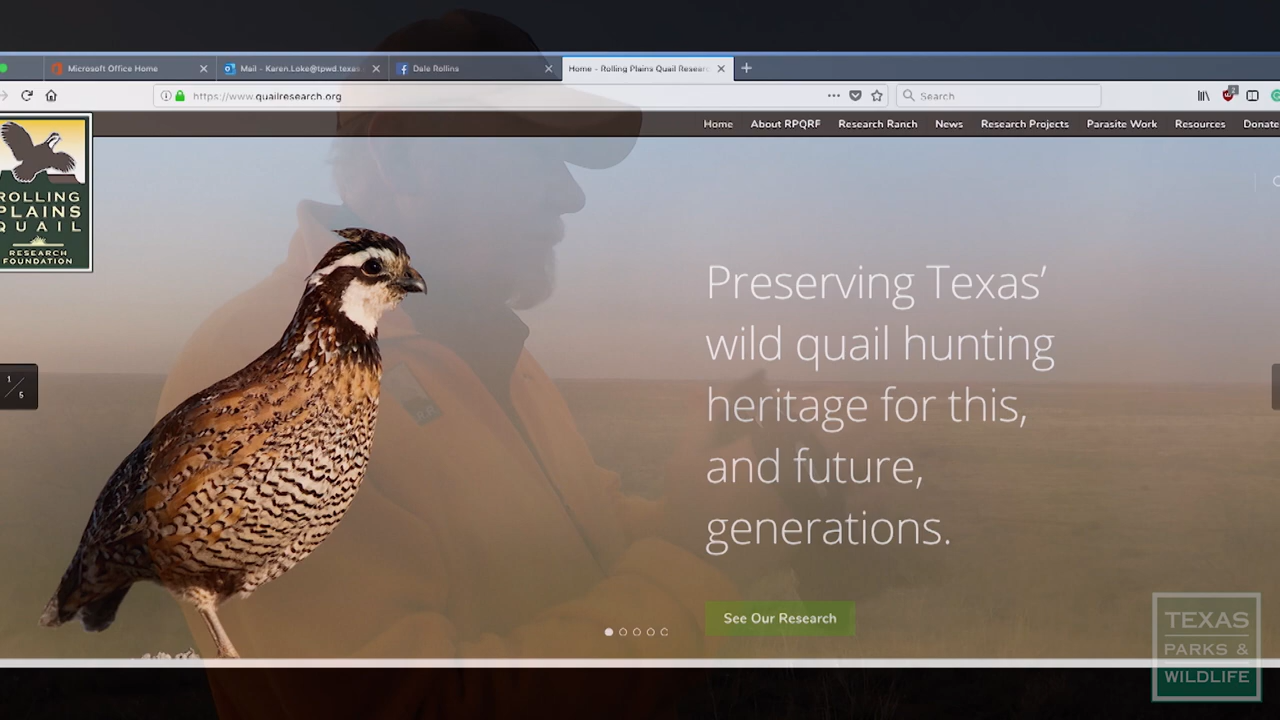 Microsoft Office Home
Mail - Karen.Loke@tpwd.texas.
Dale Rollins
Home - Rolling Plains Quail Researc
https://www.quailresearch.org
Search
Home
About RPQRF
Research Ranch
News
Research Projects
Parasite Work
Resources
Donate
ROLLING
PLAINS
QUAIL
RESEARCH
FOUNDATION
Preserving Texas’
wild quail hunting
heritage for this,
and future,
generations.
1
5
See Our Research
TEXAS
PARKS &
WILDLIFE